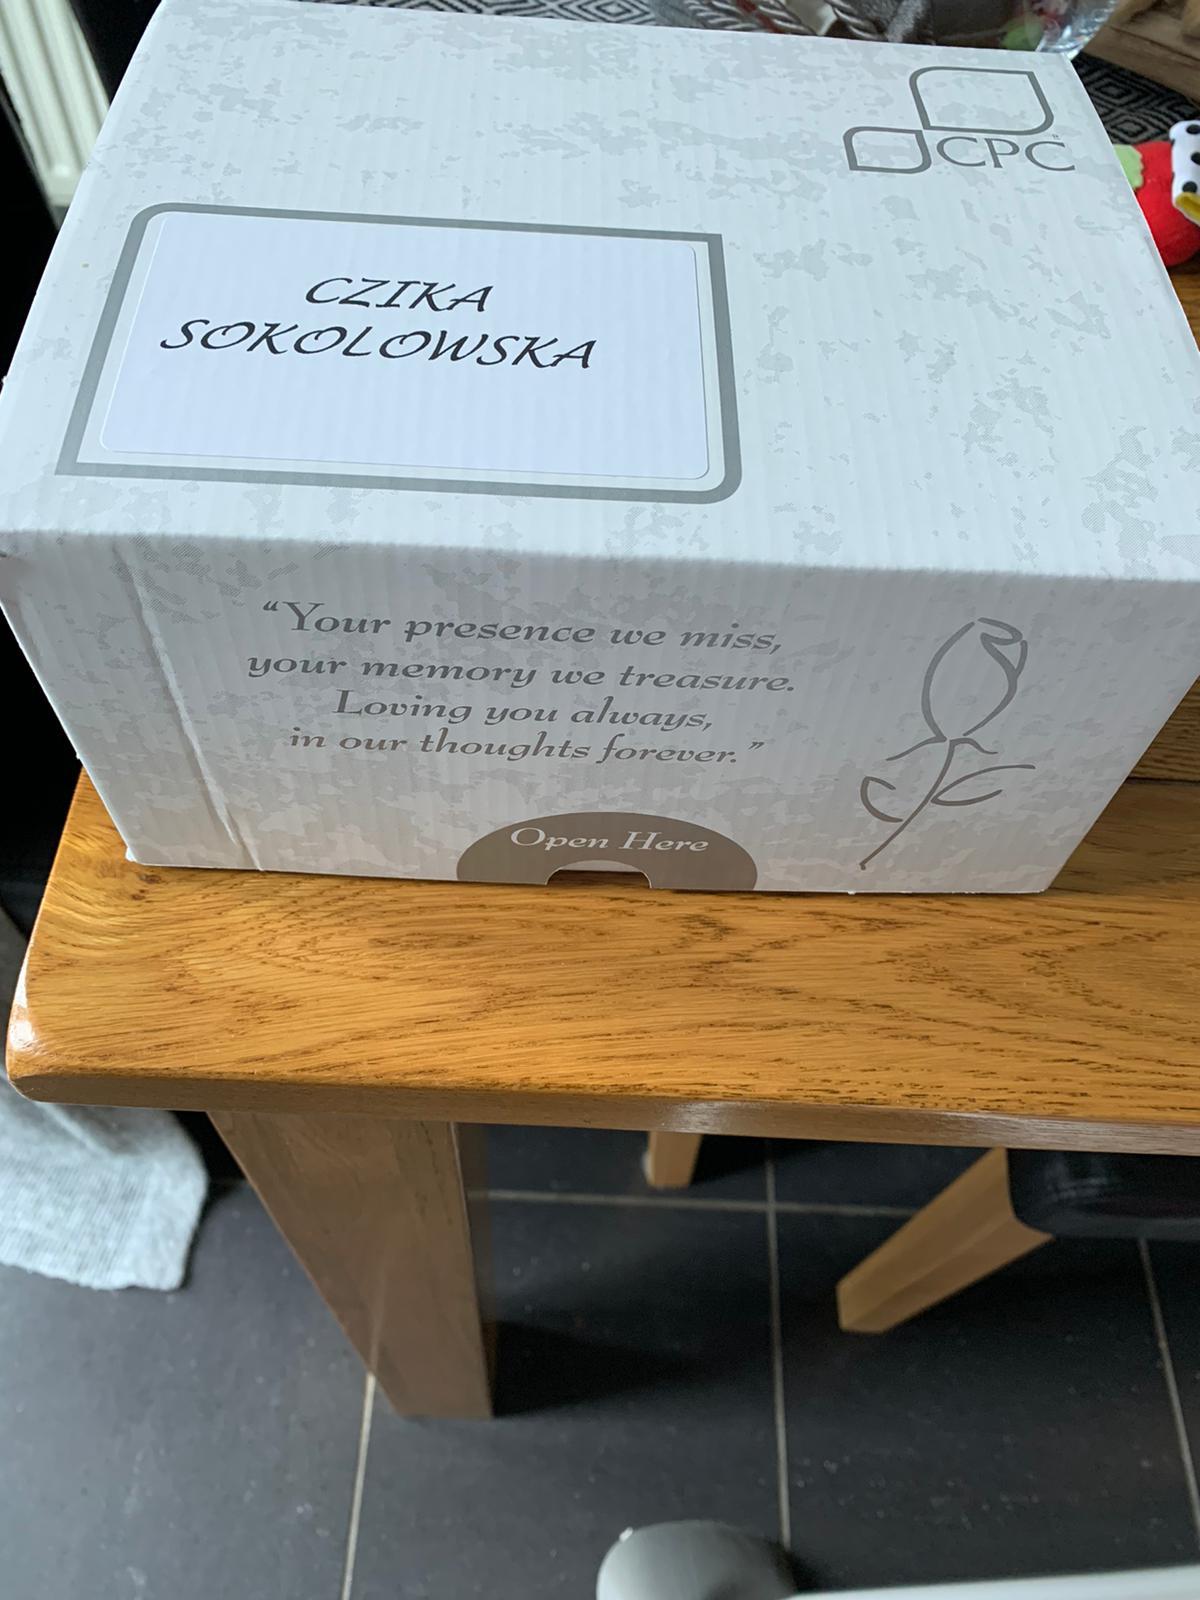 CPC
CZIKA
SOKOLOWSKA
"Your presence we miss,
your memory we treasure.
Loving you always,
in our thoughts forever."
Open Here